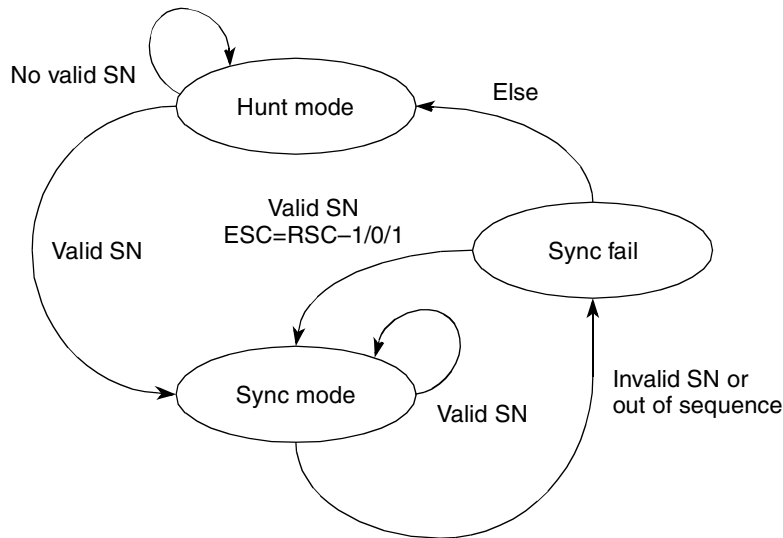 No valid SN
Hunt mode
Else
Valid SN
ESC=RSC–1/0/1
Valid SN
Sync fail
Sync mode
Valid SN
Invalid SN or
out of sequence